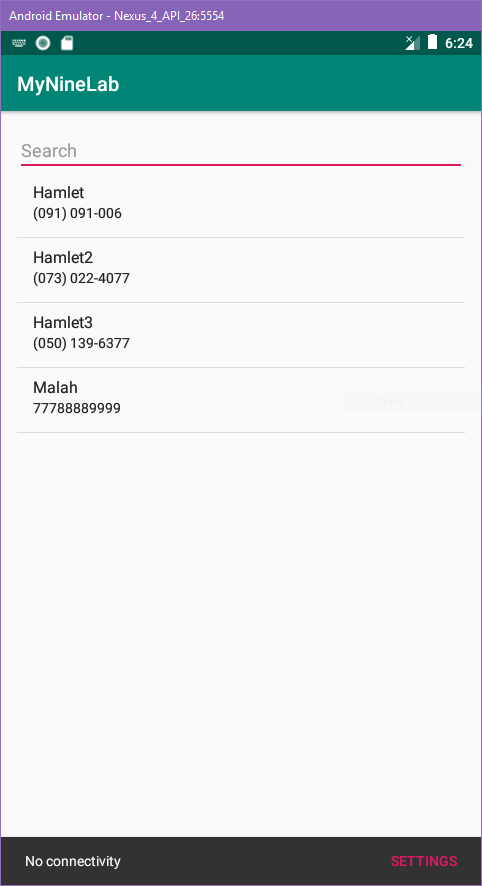 Android Emulator - Nexus_4_API_26:5554
6:24
MyNineLab
Search
Hamlet
(091) 091-006
Hamlet2
(073) 022-4077
Hamlet3
(050) 139-6377
Malah
77788889999
No connectivity
SETTINGS